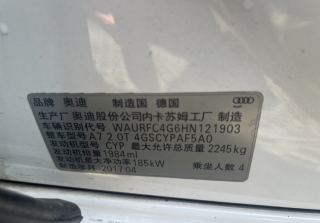 品牌 奥迪 制造国 德国
Audi
生产厂 奥迪股份公司内卡苏姆工厂 制造
车辆识别代号 WAURFC4G6HN121903
整车型号 A7 2.0T 4GSCYPAF5A0
发动机型号 CYP 最大允许总质量 2245kg
发动机排量 1984ml
发动机最大净功率 185kW
制造年月 2017.04 乘坐人数 4